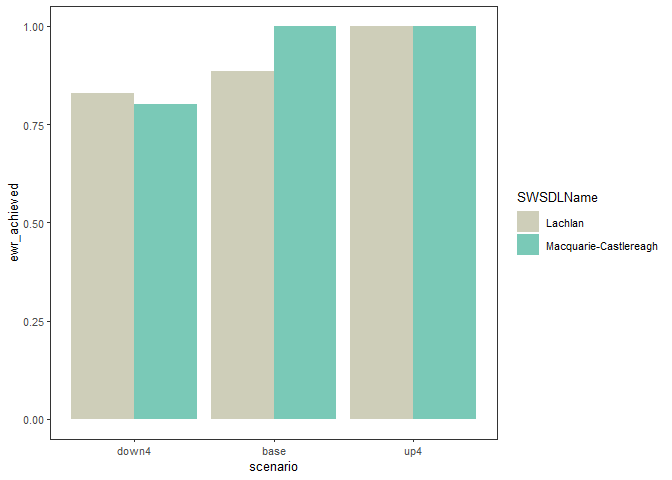 1.00
0.75
0.50
0.25
0.00
ewr_achieved
down4
base
up4
scenario
SWSDLName
Lachlan
Macquarie-Castlereagh